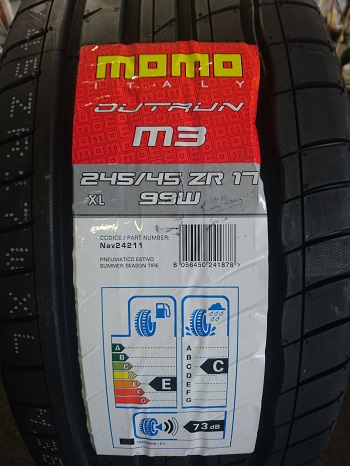 momo
ITALY
OUTRUN
M3
245/45 ZR 17
XL 99W
CODICE / PART NUMBER:
Nav24211
PNEUMATICO ESTIVO
SUMMER SEASON TIRE
8 056450 241878 >
A A
B B
C C
D D
E E
F F
G G
E C
73 dB